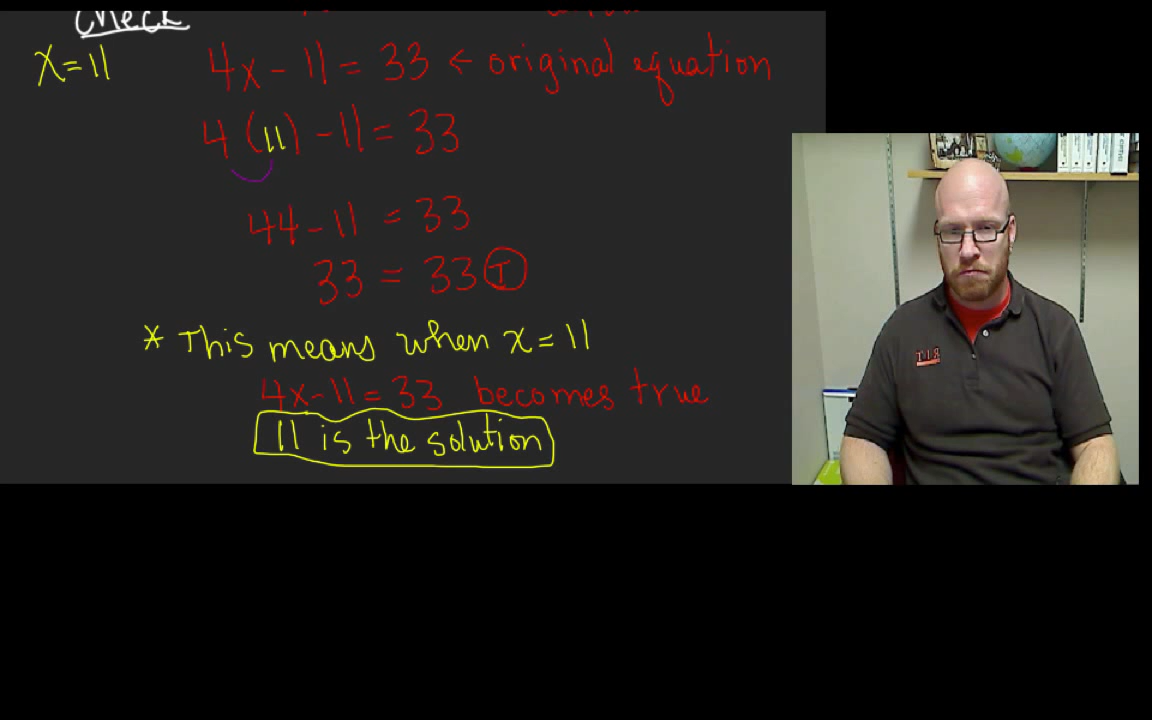 Check
x=11
4x-11=33 ← original equation
4(11)-11=33
44-11=33
33=33 T
* This means when x=11
4x-11=33 becomes true
11 is the solution